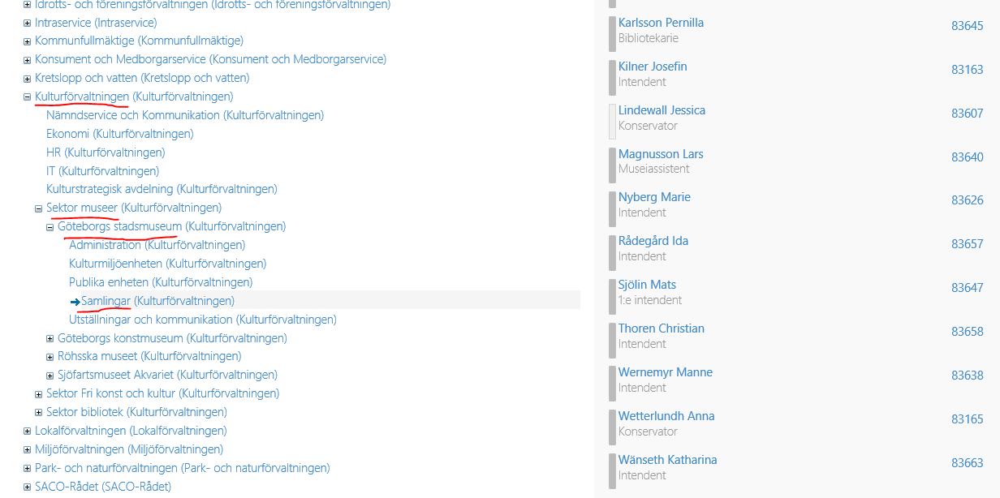 Idrotts- och föreningsförvaltningen (Idrotts- och föreningsförvaltningen)
Intraservice (Intraservice)
Kommunfullmäktige (Kommunfullmäktige)
Konsument och Medborgarservice (Konsument och Medborgarservice)
Kretslopp och vatten (Kretslopp och vatten)
Kulturförvaltningen (Kulturförvaltningen)
Nämndservice och Kommunikation (Kulturförvaltningen)
Ekonomi (Kulturförvaltningen)
HR (Kulturförvaltningen)
IT (Kulturförvaltningen)
Kulturstrategisk avdelning (Kulturförvaltningen)
Sektor museer (Kulturförvaltningen)
Göteborgs stadsmuseum (Kulturförvaltningen)
Administration (Kulturförvaltningen)
Kulturmiljöenheten (Kulturförvaltningen)
Publika enheten (Kulturförvaltningen)
Samlingar (Kulturförvaltningen)
Utställningar och kommunikation (Kulturförvaltningen)
Göteborgs konstmuseum (Kulturförvaltningen)
Röhsska museet (Kulturförvaltningen)
Sjöfartsmuseet Akvariet (Kulturförvaltningen)
Sektor Fri konst och kultur (Kulturförvaltningen)
Sektor bibliotek (Kulturförvaltningen)
Lokalförvaltningen (Lokalförvaltningen)
Miljöförvaltningen (Miljöförvaltningen)
Park- och naturförvaltningen (Park- och naturförvaltningen)
SACO-Rådet (SACO-Rådet)
Karlsson Pernilla 83645
Bibliotekarie
Kilner Josefin 83163
Intendent
Lindewall Jessica 83607
Konservator
Magnusson Lars 83640
Museiassistent
Nyberg Marie 83626
Intendent
Rådegård Ida 83657
Intendent
Sjölin Mats 83647
1:e intendent
Thoren Christian 83658
Intendent
Wernemyr Manne 83638
Intendent
Wetterlundh Anna 83165
Konservator
Wänseth Katharina 83663
Intendent